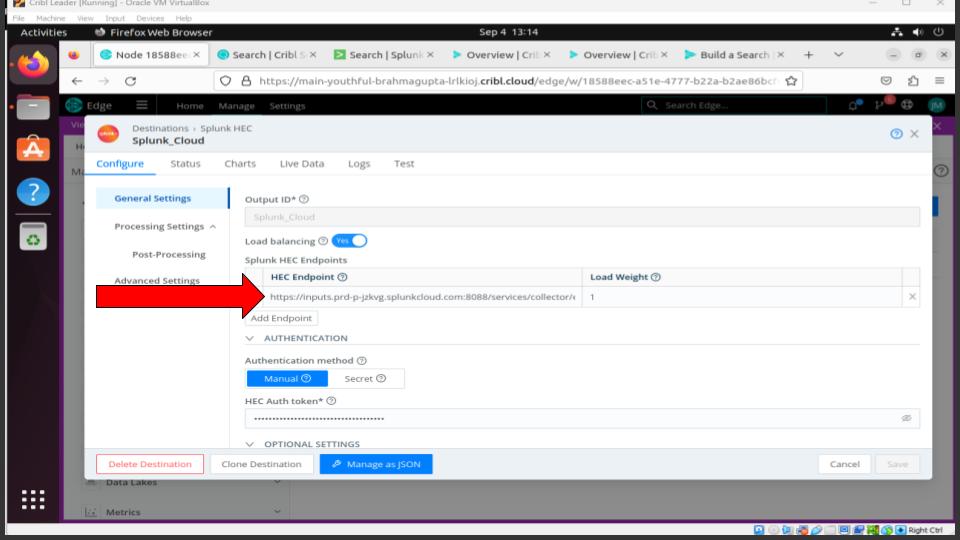 Cribl Leader [Running] - Oracle VM VirtualBox
File Machine View Input Devices Help
Activities Firefox Web Browser Sep 4 13:14
Node 18588ee Search | Cribl S Search | Splunk Overview | Crib Overview | Crib Build a Search
https://main-youthful-brahmagupta-lrlkioj.cribl.cloud/edge/w/18588eec-a51e-4777-b22a-b2ae86bcf
Edge Home Manage Settings Search Edge... JM
Destinations › Splunk HEC
Splunk_Cloud
Configure Status Charts Live Data Logs Test
General Settings
Processing Settings
Post-Processing
Advanced Settings
Output ID*
Splunk_Cloud
Load balancing Yes
Splunk HEC Endpoints
HEC Endpoint Load Weight
https://inputs.prd-p-jzkvg.splunkcloud.com:8088/services/collector/e 1
Add Endpoint
AUTHENTICATION
Authentication method
Manual Secret
HEC Auth token*
OPTIONAL SETTINGS
Delete Destination Clone Destination Manage as JSON Cancel Save
Data Lakes
Metrics
Right Ctrl